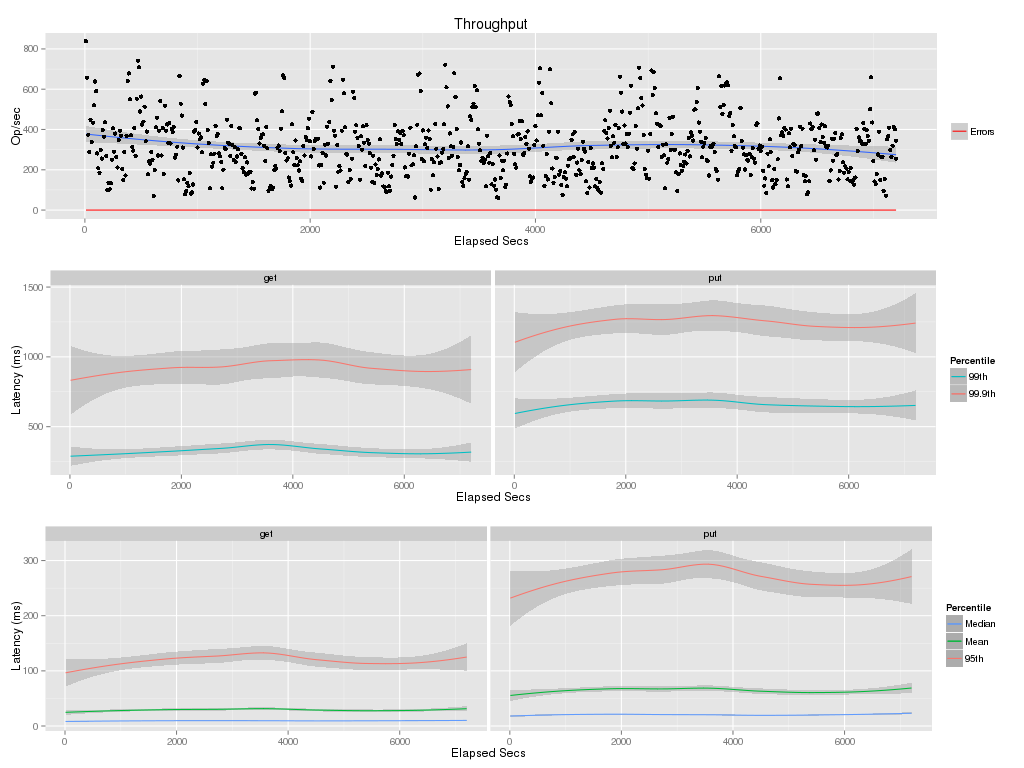 Throughput
800
600
400
200
0
Op/sec
0 2000 4000 6000
Elapsed Secs
Errors
get put
1500
1000
500
Latency (ms)
0 2000 4000 6000 0 2000 4000 6000
Elapsed Secs
Percentile
99th
99.9th
get put
300
200
100
0
Latency (ms)
0 2000 4000 6000 0 2000 4000 6000
Elapsed Secs
Percentile
Median
Mean
95th